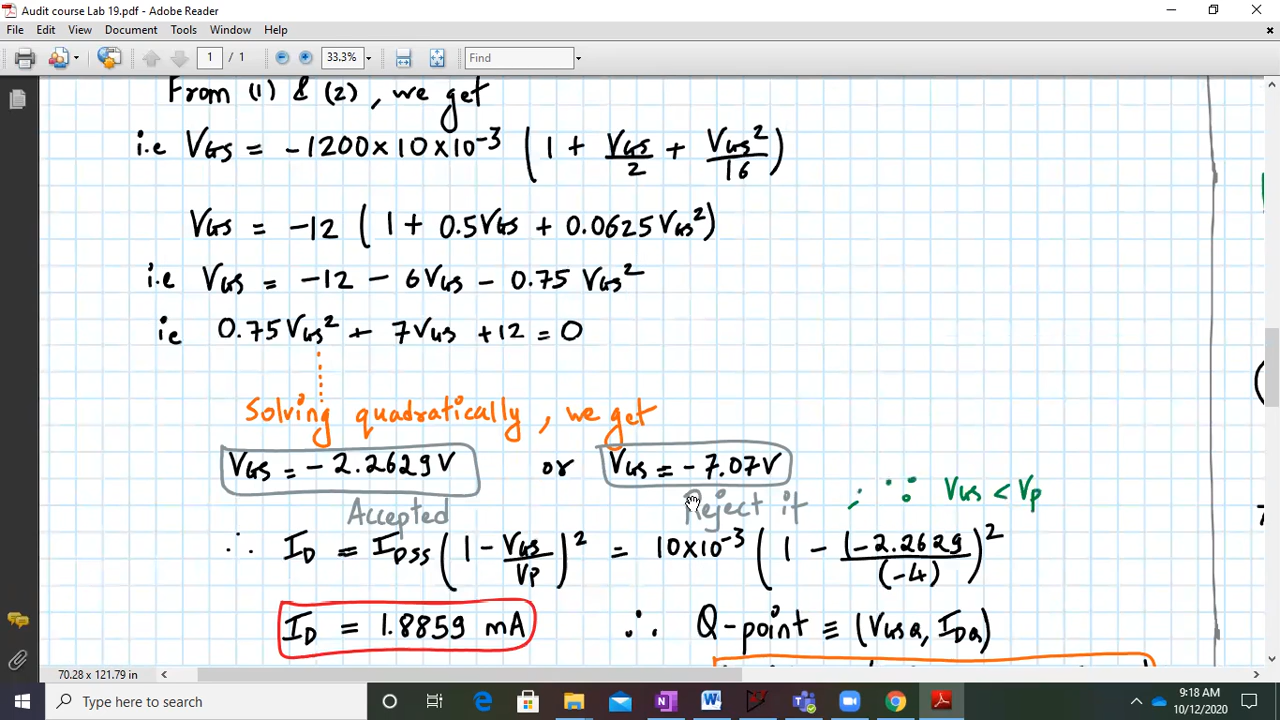 Audit course Lab 19.pdf - Adobe Reader
File Edit View Document Tools Window Help
1 / 1 33.3% Find
From (1) & (2), we get
i.e VGS = -1200×10×10⁻³ (1 + VGS/2 + VGS²/16)
VGS = -12 (1 + 0.5VGS + 0.0625VGS²)
i.e VGS = -12 - 6VGS - 0.75 VGS²
ie 0.75VGS² + 7VGS +12 = 0
Solving quadratically, we get
VGS = -2.2629V or VGS = -7.07V
Accepted Reject it ; ∵ VGS < Vp
∴ ID = IDSS (1 - VGS/Vp)² = 10×10⁻³ (1 - (-2.2629)/(-4))²
ID = 1.8859 mA ∴ Q-point ≡ (VGSQ, IDQ)
70.28 x 121.79 in
Type here to search
9:18 AM
10/12/2020